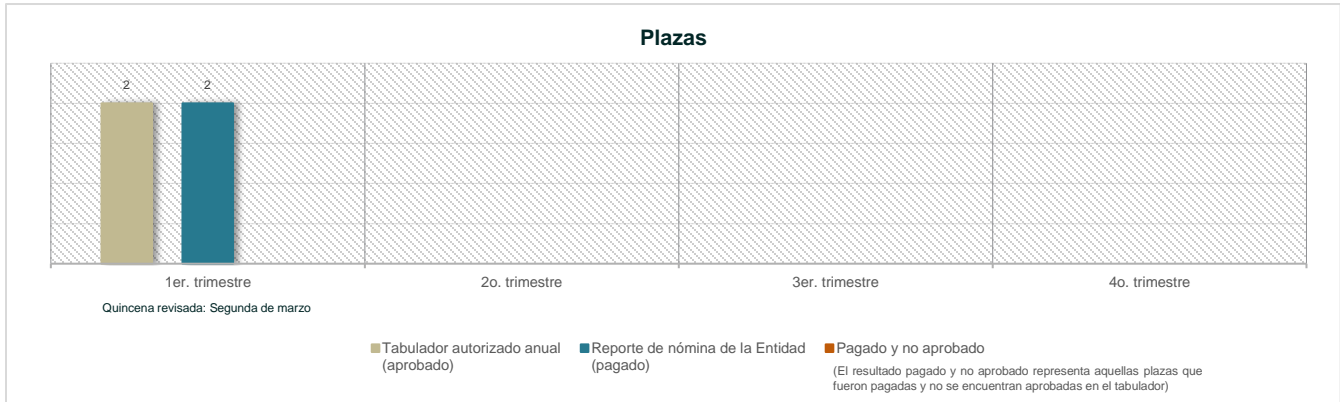 Plazas
2 2
1er. trimestre 2o. trimestre 3er. trimestre 4o. trimestre
Quincena revisada: Segunda de marzo
Tabulador autorizado anual
(aprobado)
Reporte de nómina de la Entidad
(pagado)
Pagado y no aprobado
(El resultado pagado y no aprobado representa aquellas plazas que
fueron pagadas y no se encuentran aprobadas en el tabulador)